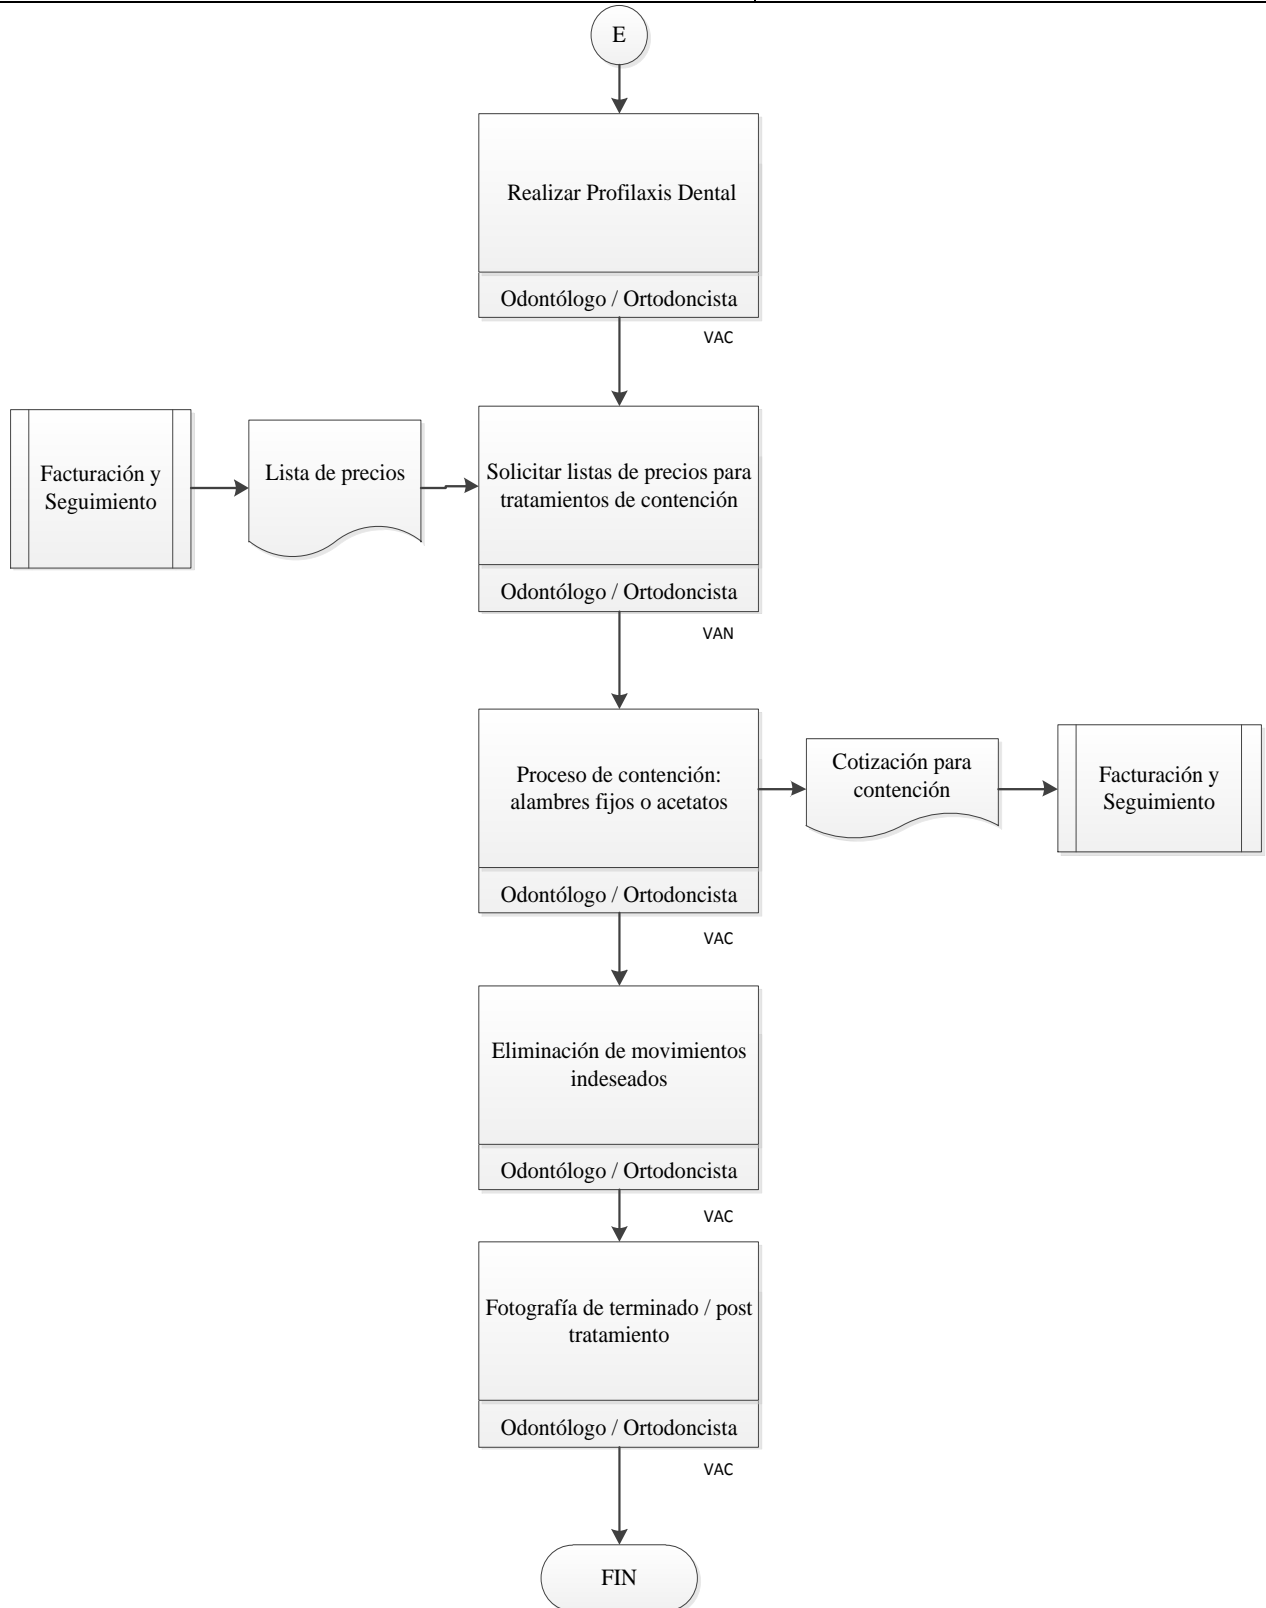 E
Realizar Profilaxis Dental
Odontólogo / Ortodoncista
VAC
Facturación y
Seguimiento
Lista de precios
Solicitar listas de precios para
tratamientos de contención
Odontólogo / Ortodoncista
VAN
Proceso de contención:
alambres fijos o acetatos
Odontólogo / Ortodoncista
VAC
Cotización para
contención
Facturación y
Seguimiento
Eliminación de movimientos
indeseados
Odontólogo / Ortodoncista
VAC
Fotografía de terminado / post
tratamiento
Odontólogo / Ortodoncista
VAC
FIN